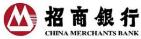 招商银行
CHINA MERCHANTS BANK